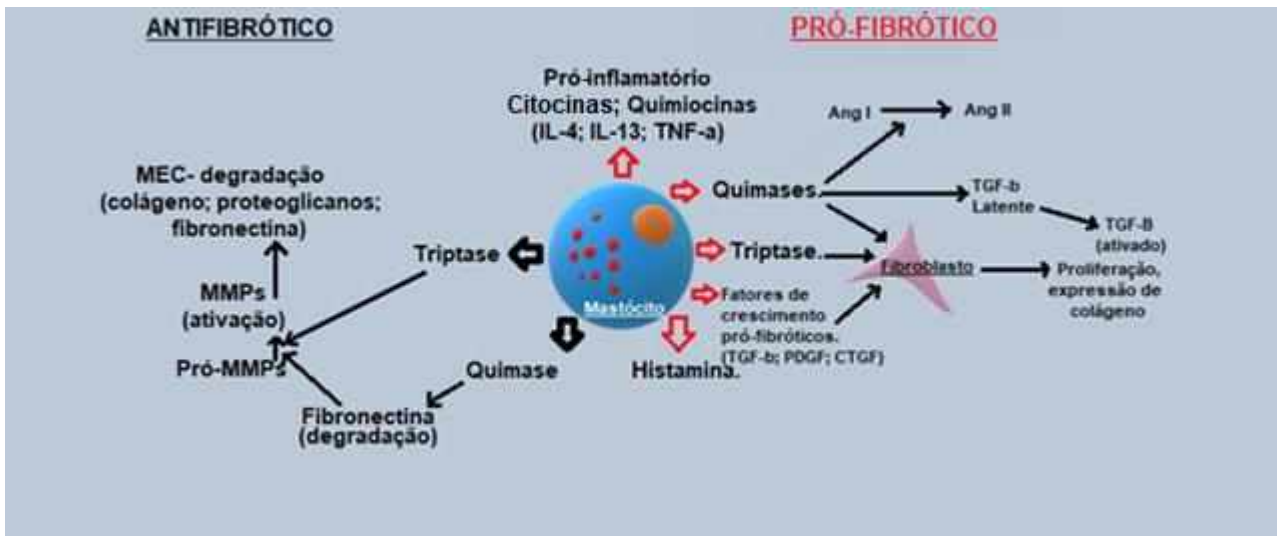 ANTIFIBRÓTICO
PRÓ-FIBRÓTICO
Pró-inflamatório
Citocinas; Quimiocinas
(IL-4; IL-13; TNF-a)
Ang I
Ang II
MEC- degradação
(colágeno; proteoglicanos;
fibronectina)
Quimases.
TGF-b
Latente
TGF-B
(ativado)
Triptase
Triptase.
Fibroblasto
Proliferação,
expressão de
colágeno
MMPs
(ativação)
Mastócito
Fatores de
crescimento
pró-fibróticos.
(TGF-b; PDGF; CTGF)
Pró-MMPs
Quimase
Histamina.
Fibronectina
(degradação)